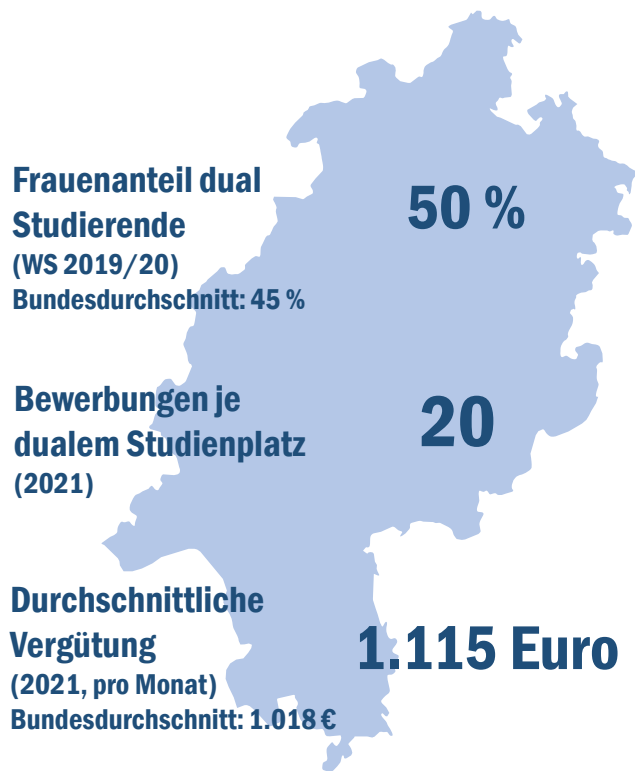 Frauenanteil dual
Studierende
(WS 2019/20)
Bundesdurchschnitt: 45 %
50 %
Bewerbungen je
dualem Studienplatz
(2021)
20
Durchschnittliche
Vergütung
(2021, pro Monat)
Bundesdurchschnitt: 1.018 €
1.115 Euro